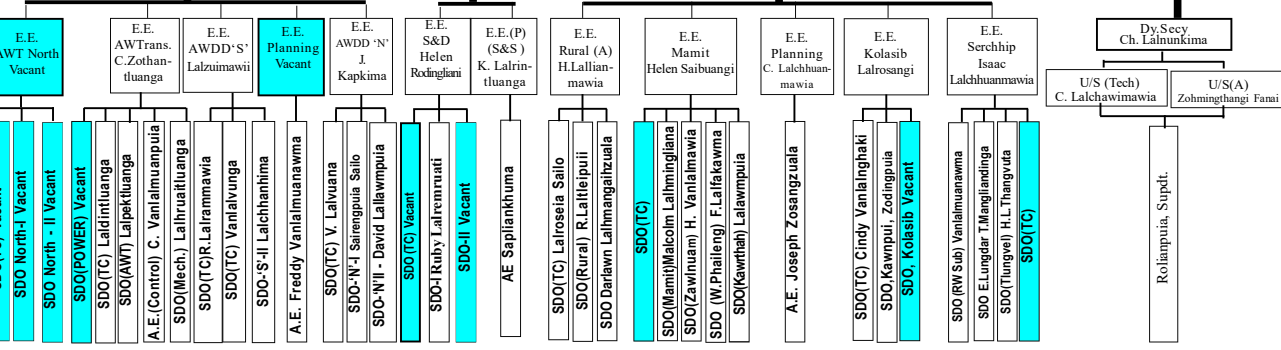 E.E.
AWT North
Vacant
E.E.
AWTrans.
C.Zothan-
tluanga
E.E.
AWDD'S'
Lalzuimawii
E.E.
Planning
Vacant
E.E.
AWDD 'N'
J.
Kapkima
E.E.
S&D
Helen
Rodingliani
E.E.(P)
(S&S )
K. Lalrin-
tluanga
E.E.
Rural (A)
H.Lallian-
mawia
E.E.
Mamit
Helen Saibuangi
E.E.
Planning
C. Lalchhuan-
mawia
E.E.
Kolasib
Lalrosangi
E.E.
Serchhip
Isaac
Lalchhuanmawia
Dy.Secy
Ch. Lalnunkima
U/S (Tech)
C. Lalchawimawia
U/S(A)
Zohmingthangi Fanai
SDO North-I Vacant
SDO North - II Vacant
SDO(POWER) Vacant
SDO(TC) Laldintluanga
SDO(AWT) Lalpektluanga
A.E.(Control) C. Vanlalmuanpuia
SDO(Mech.) Lalhruaitluanga
SDO(TC)R.Lalrammawia
SDO(TC) Vanlalvunga
SDO-'S'-II Lalchhanhima
A.E. Freddy Vanlalmuanawma
SDO(TC) V. Lalvuana
SDO-'N'-I Sairengpuia Sailo
SDO-'N'II - David Lallawmpuia
SDO (TC) Vacant
SDO-I Ruby Lalremruati
SDO-II Vacant
AE Sapliankhuma
SDO(TC) Lalroseia Sailo
SDO(Rural) R.Laltleipuii
SDO Darlawn Lalhmangaihzuala
SDO(TC)
SDO(Mamit)Malcolm Lalhmingliana
SDO(Zawlnuam) H. Vanlalmawia
SDO (W.Phaileng) F.Lalfakawma
SDO(Kawrthah) Lalawmpuia
A.E. Joseph Zosangzuala
SDO(TC) Cindy Vanlalnghaki
SDO,Kawnpui, Zodingpuia
SDO, Kolasib Vacant
SDO (RW Sub) Vanlalmuanawma
SDO E.Lungdar T.Mangliandinga
SDO(Tlungvel) H.L.Thangvuta
SDO(TC)
Rolianpuia, Supdt.